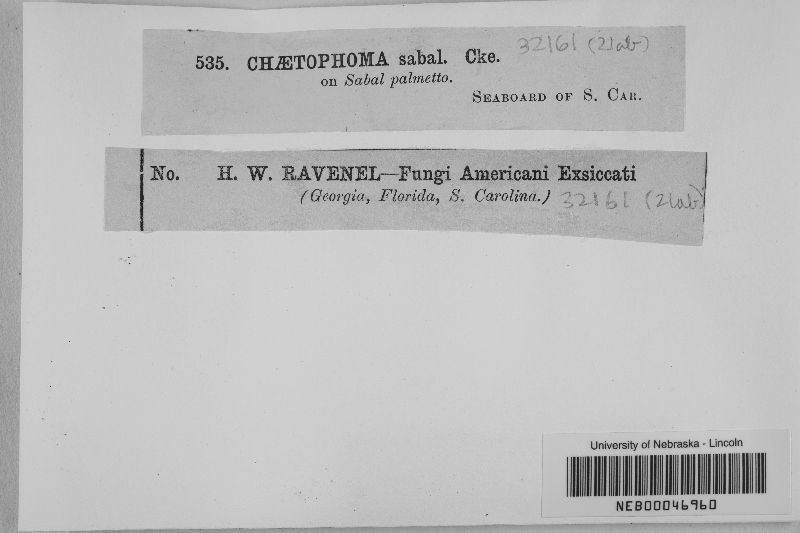 535. CHÆTOPHOMA sabal. Cke. 32161 (2lab)
on Sabal palmetto.
SEABOARD OF S. CAR.
No. H. W. RAVENEL—Fungi Americani Exsiccati
(Georgia, Florida, S. Carolina.) 32161 (2lab)
University of Nebraska - Lincoln
NEB00046960